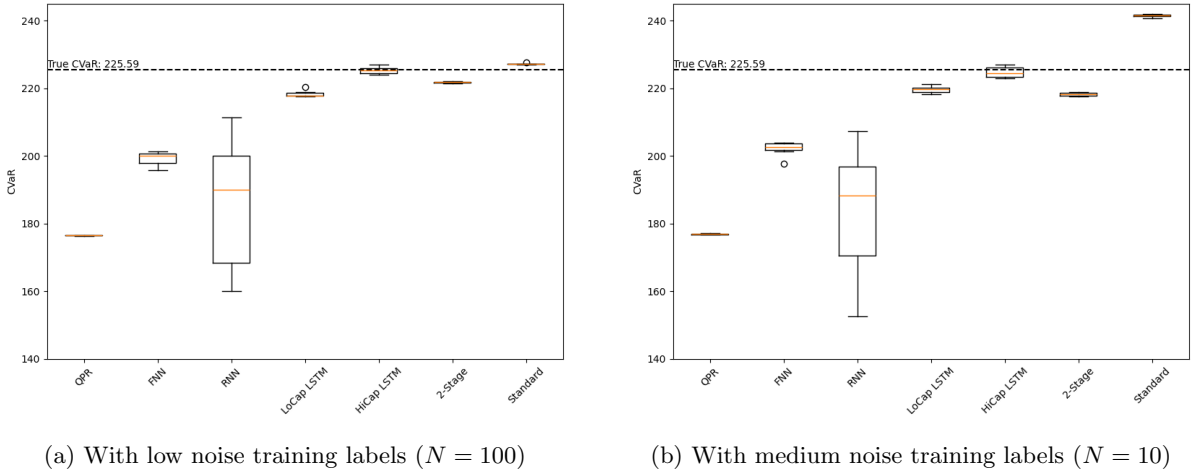 240
220
200
180
160
140
CVaR
True CVaR: 225.59
QPR
FNN
RNN
LoCap LSTM
HiCap LSTM
2-Stage
Standard
(a) With low noise training labels (N = 100)
240
220
200
180
160
140
CVaR
True CVaR: 225.59
QPR
FNN
RNN
LoCap LSTM
HiCap LSTM
2-Stage
Standard
(b) With medium noise training labels (N = 10)